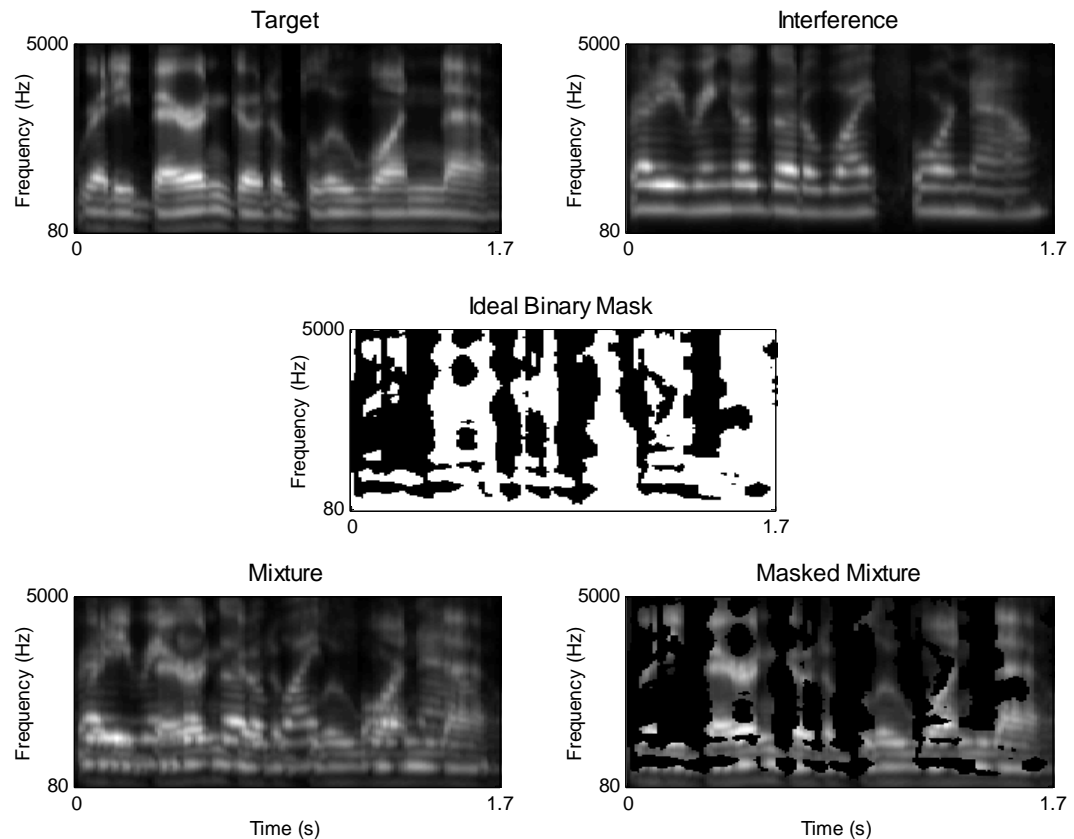 Target
5000
Frequency (Hz)
80
0
1.7
Interference
5000
Frequency (Hz)
80
0
1.7
Ideal Binary Mask
5000
Frequency (Hz)
80
0
1.7
Mixture
5000
Frequency (Hz)
80
0
1.7
Time (s)
Masked Mixture
5000
Frequency (Hz)
80
0
1.7
Time (s)